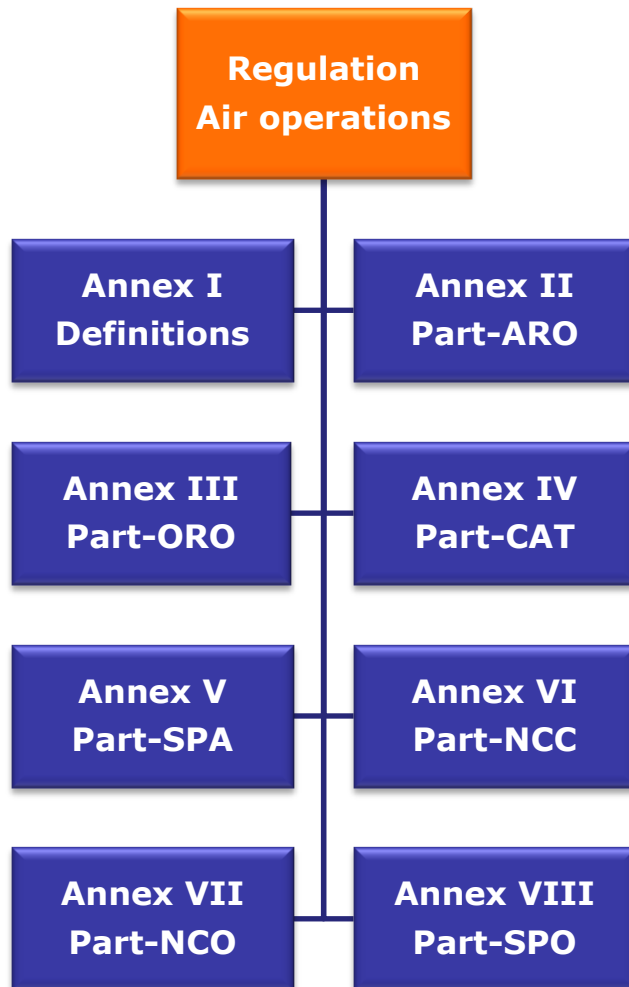 Regulation
Air operations
Annex I
Definitions
Annex II
Part-ARO
Annex III
Part-ORO
Annex IV
Part-CAT
Annex V
Part-SPA
Annex VI
Part-NCC
Annex VII
Part-NCO
Annex VIII
Part-SPO